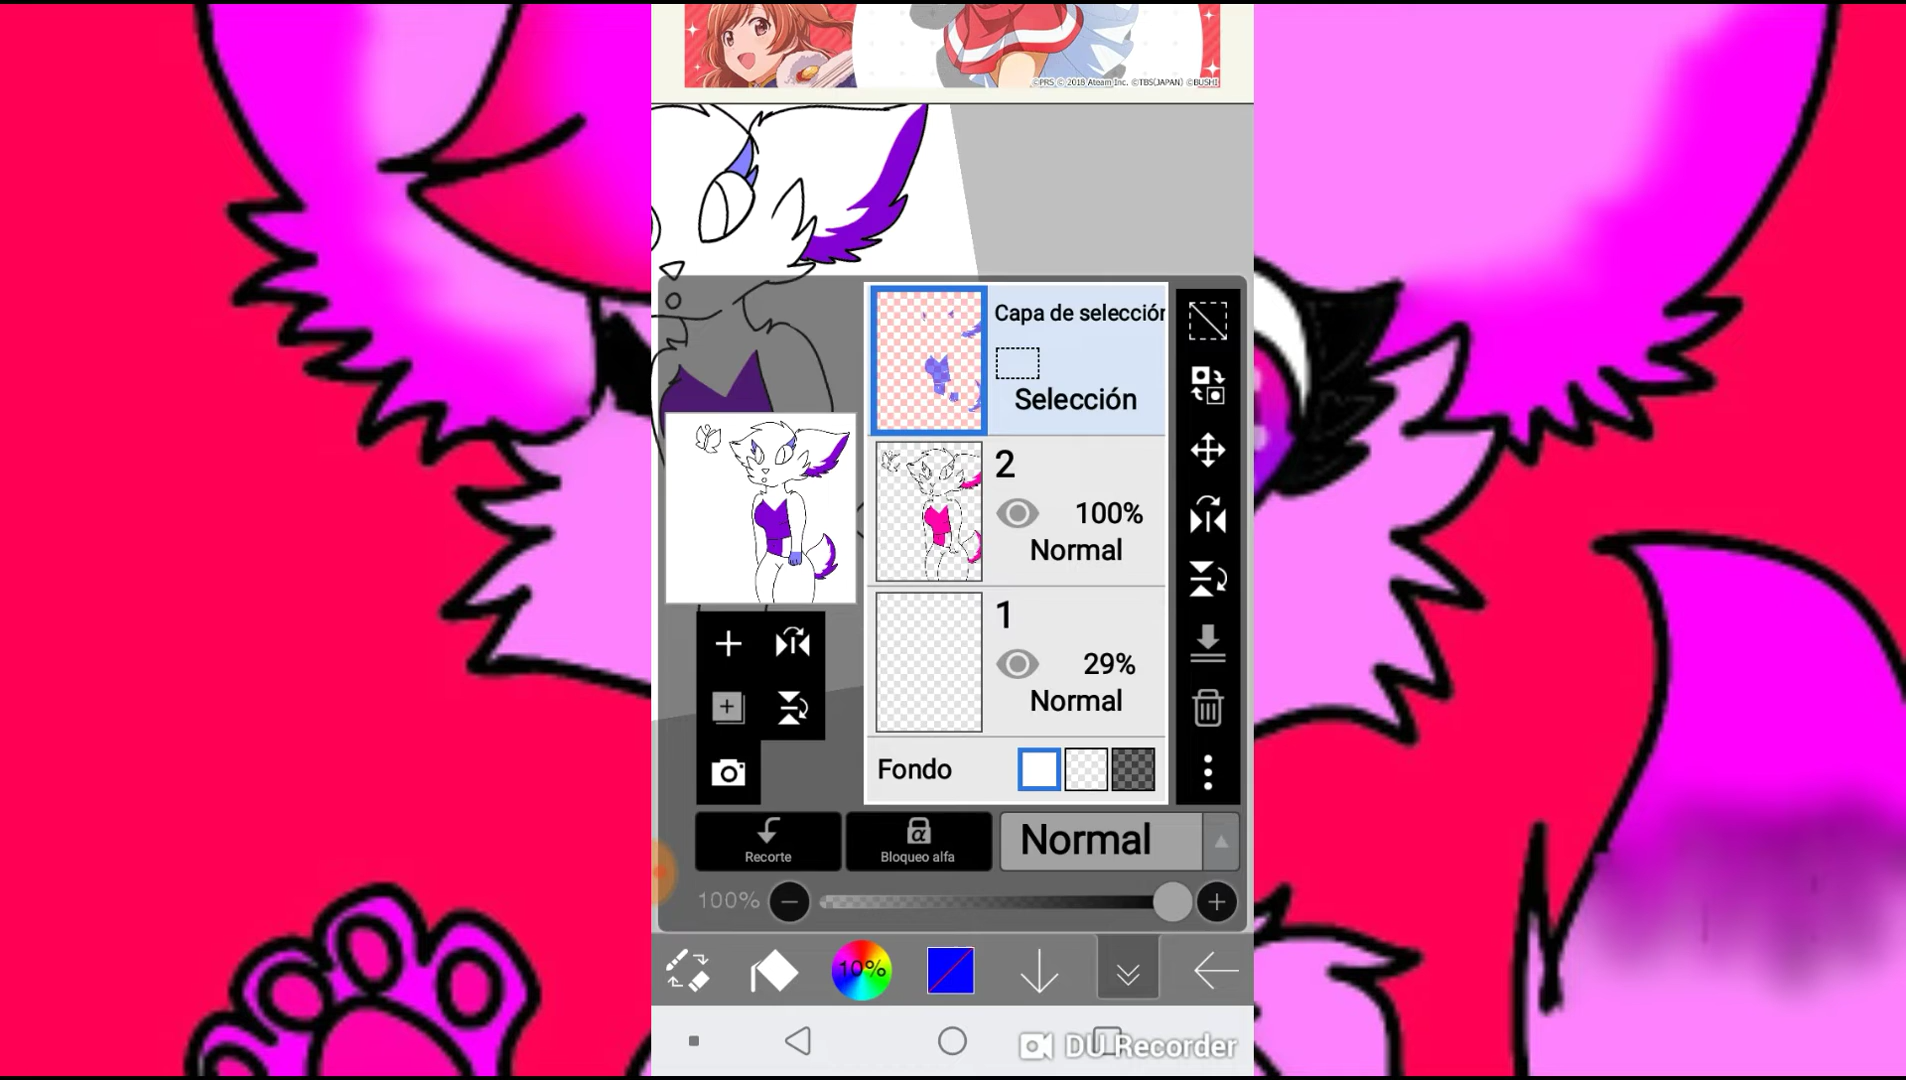 ©PRS © 2018 Ateam Inc. ©TBS(JAPAN) ©BUSHI
Capa de selección
Selección
2
100%
Normal
1
29%
Normal
Fondo
Recorte
α
Bloqueo alfa
Normal
100%
10%
DU Recorder